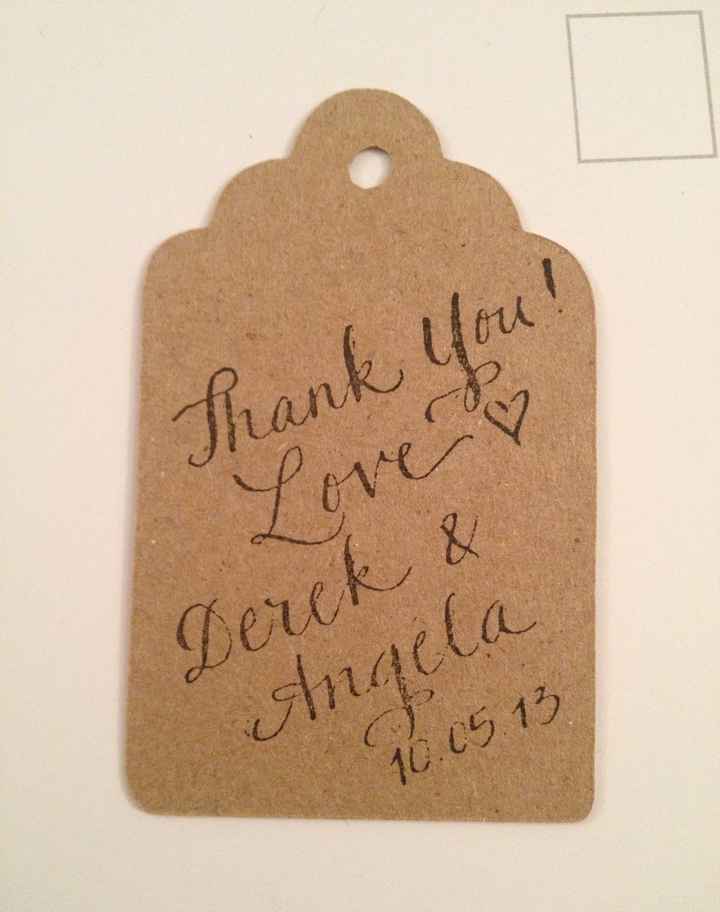 Thank You!
Love ♡
Derek &
Angela
10.05.13